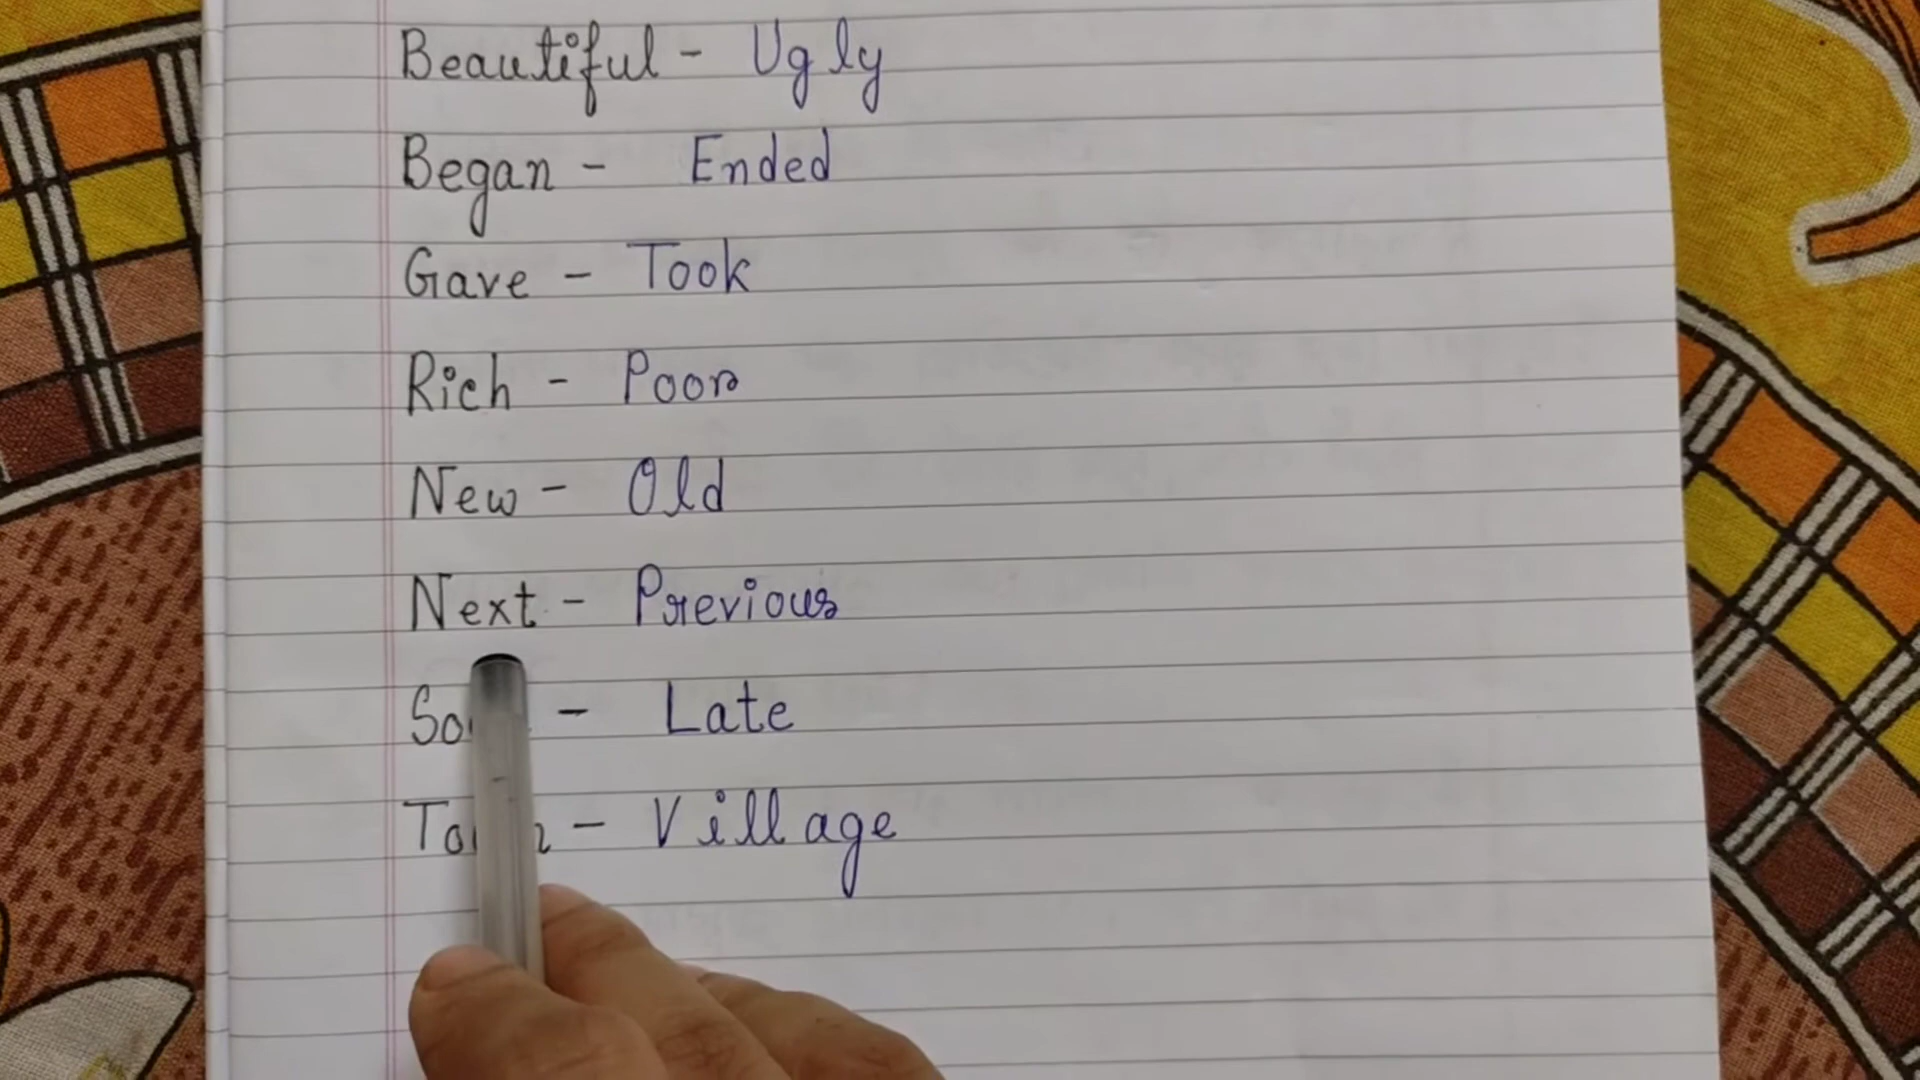 Beautiful - Ugly
Began - Ended
Gave - Took
Rich - Poor
New - Old
Next - Previous
- Late
- Village